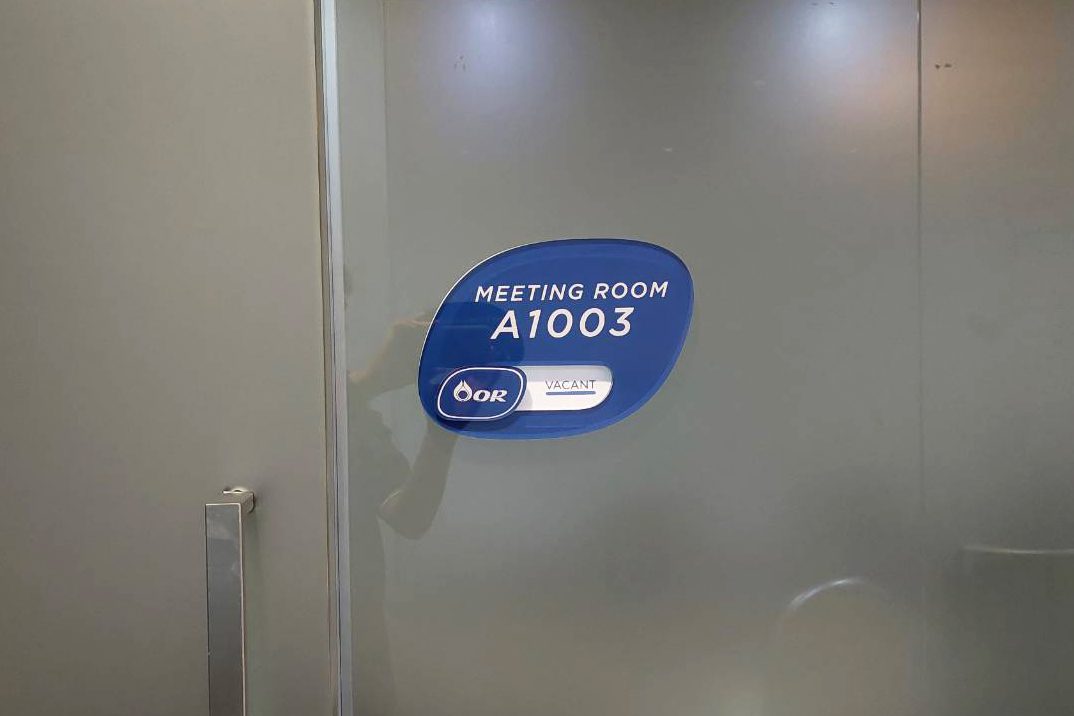 MEETING ROOM
A1003
OR
VACANT